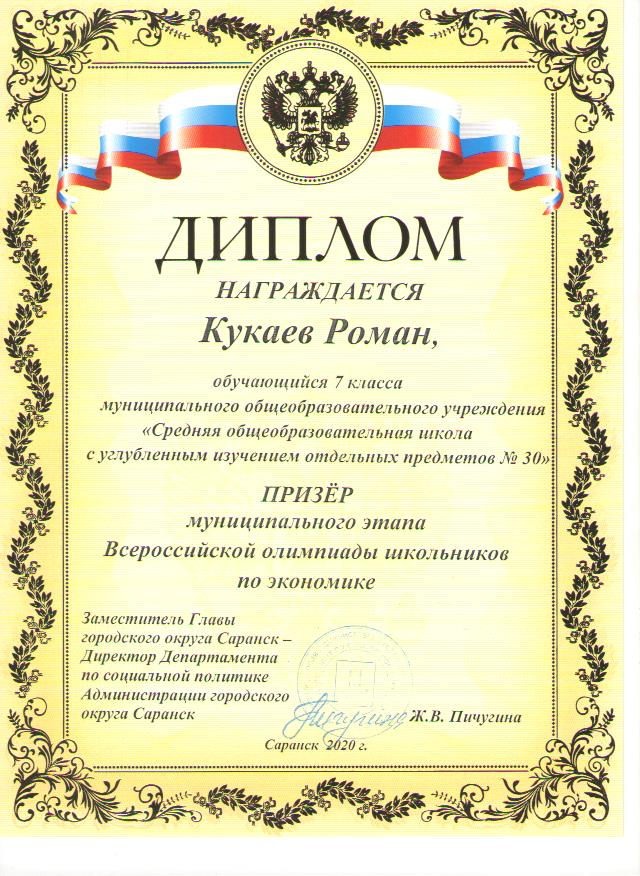 ДИПЛОМ
НАГРАЖДАЕТСЯ
Кукаев Роман,
обучающийся 7 класса
муниципального общеобразовательного учреждения
«Средняя общеобразовательная школа
с углубленным изучением отдельных предметов № 30»
ПРИЗЁР
муниципального этапа
Всероссийской олимпиады школьников
по экономике
Заместитель Главы
городского округа Саранск –
Директор Департамента
по социальной политике
Администрации городского
округа Саранск
Ж.В. Пичугина
Саранск 2020 г.